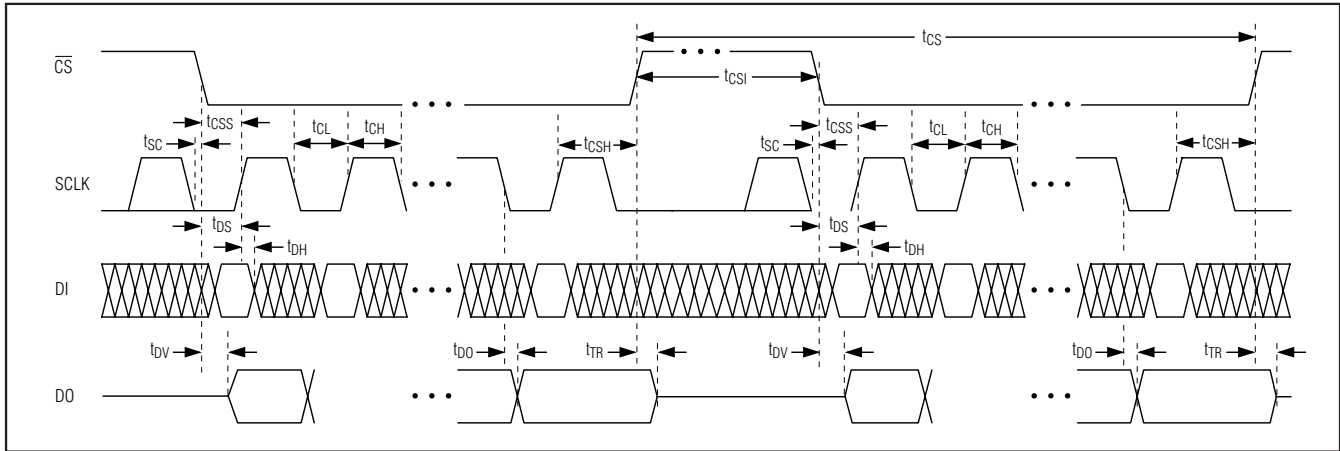 tCS
CS
tCSI
tCSS
tCL
tCH
tCSS
tCL
tCH
tSC
tCSH
tSC
tCSH
SCLK
tDS
tDS
tDH
tDH
DI
tDV
tDO
tTR
tDV
tDO
tTR
DO